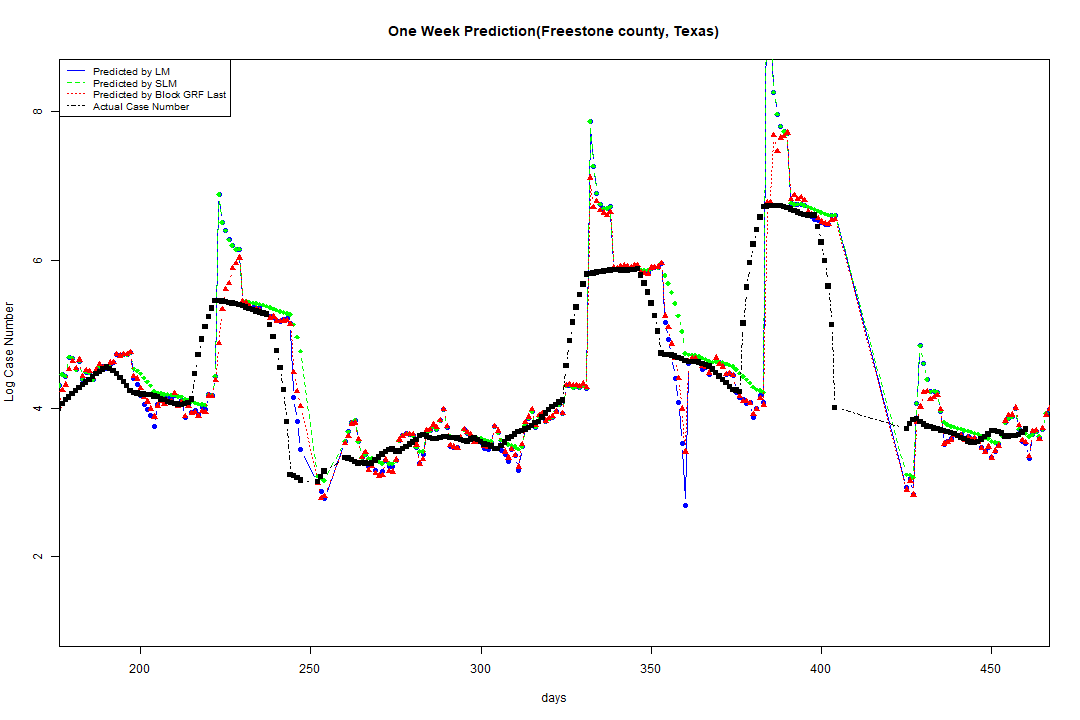 One Week Prediction(Freestone county, Texas)
Predicted by LM
Predicted by SLM
Predicted by Block GRF Last
Actual Case Number
Log Case Number
8
6
4
2
200 250 300 350 400 450
days